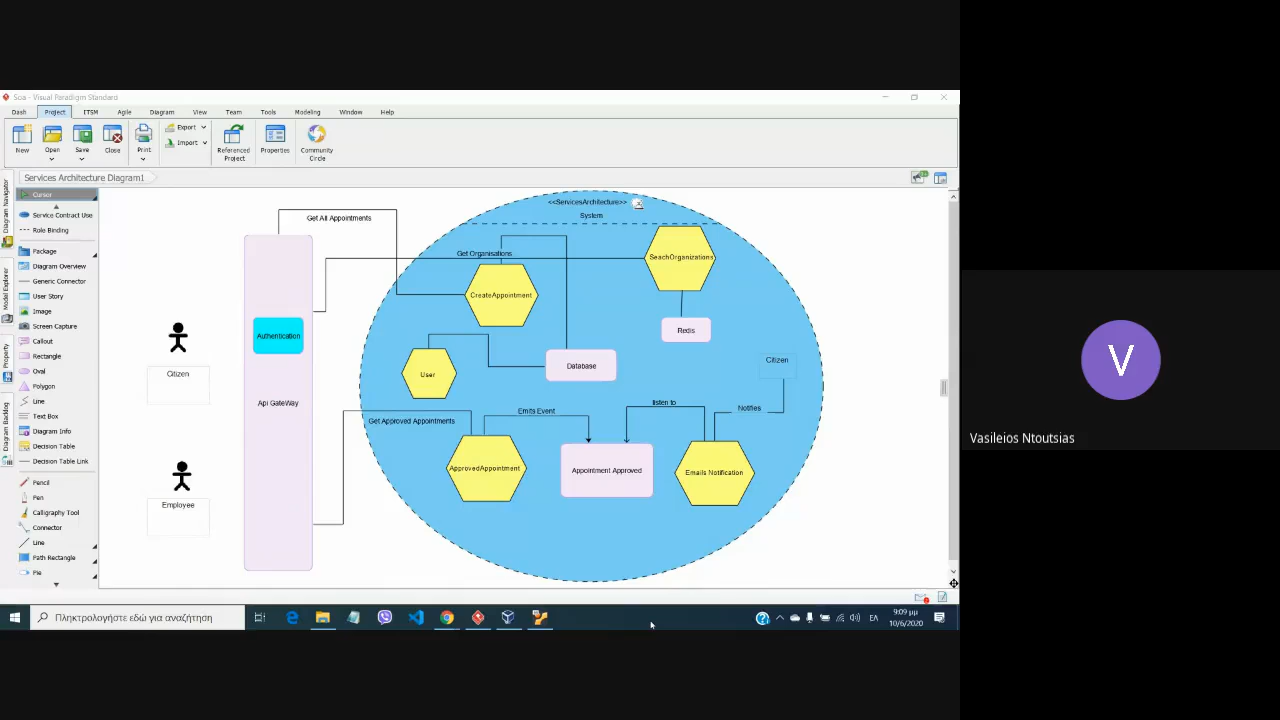 Soa - Visual Paradigm Standard
Dash Project ITSM Agile Diagram View Team Tools Modeling Window Help
New Open Save Close Print Export Import Referenced Project Properties Community Circle
Services Architecture Diagram1
Diagram Navigator
Model Explorer
Property
Diagram Backlog
Cursor
Service Contract Use
Role Binding
Package
Diagram Overview
Generic Connector
User Story
Image
Screen Capture
Callout
Rectangle
Oval
Polygon
Line
Text Box
Diagram Info
Decision Table
Decision Table Link
Pencil
Pen
Calligraphy Tool
Connector
Line
Path Rectangle
Pie
<<ServicesArchitecture>>
System
Get All Appointments
Get Organisations
SeachOrganizations
CreateAppointment
Authentication
Redis
Citizen
User
Database
Citizen
Api GateWay
listen to
Notifies
Emits Event
Get Approved Appointments
ApprovedAppointment
Appointment Approved
Emails Notification
Employee
Πληκτρολογήστε εδώ για αναζήτηση
ΕΛ
9:09 μμ
10/6/2020
V
Vasileios Ntoutsias